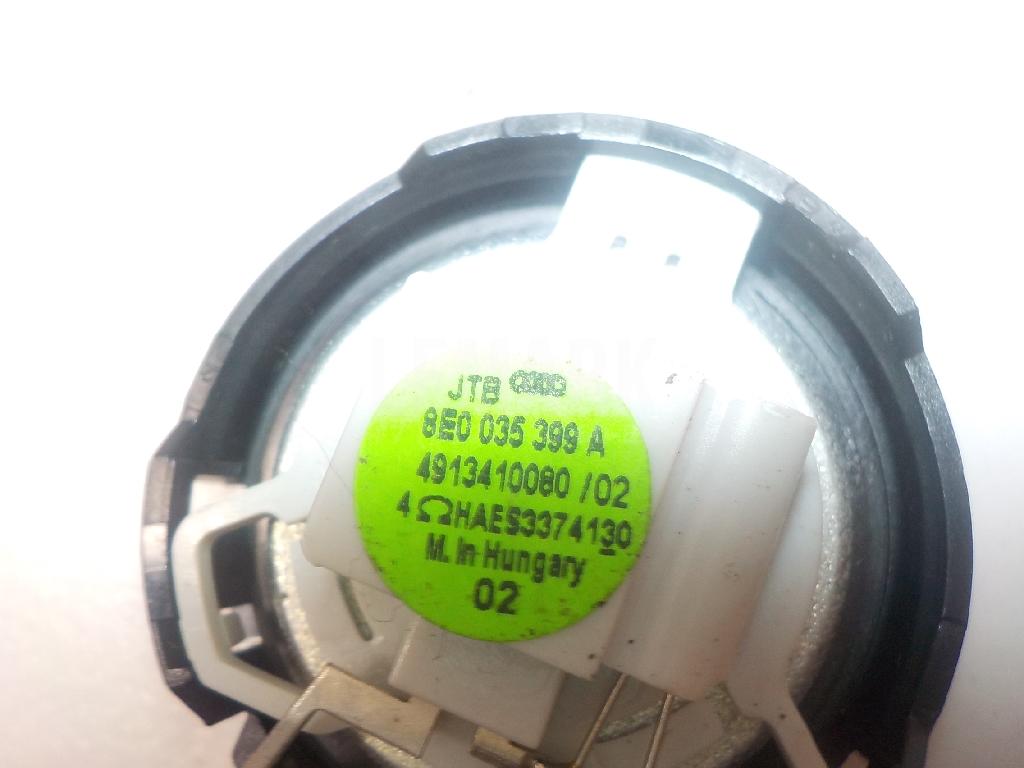 JTB
8E0 035 399 A
4913410080 /02
4 Ω HAES3374130
M. In Hungary
02